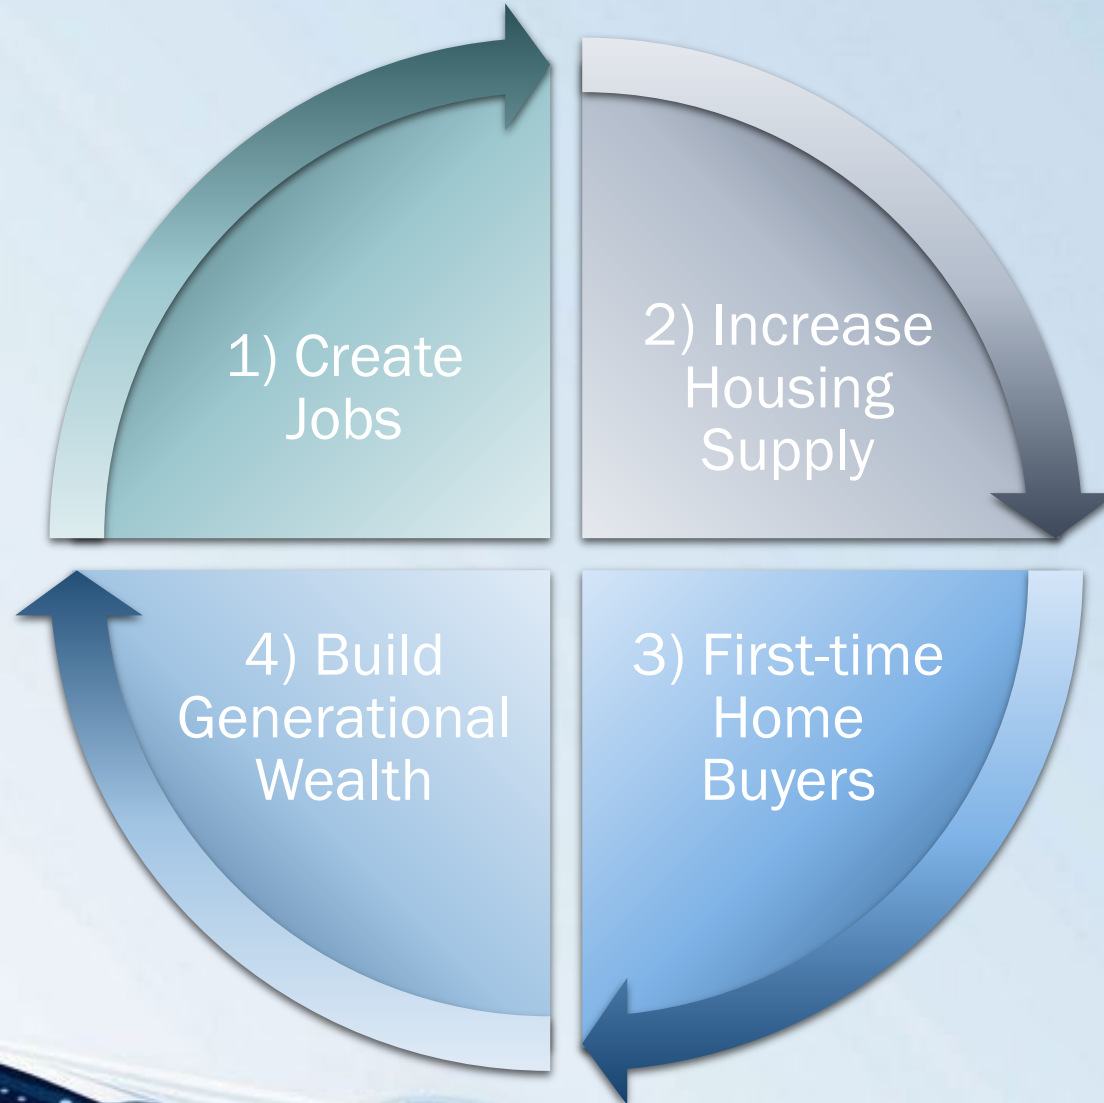 1) Create
Jobs
2) Increase
Housing
Supply
3) First-time
Home
Buyers
4) Build
Generational
Wealth